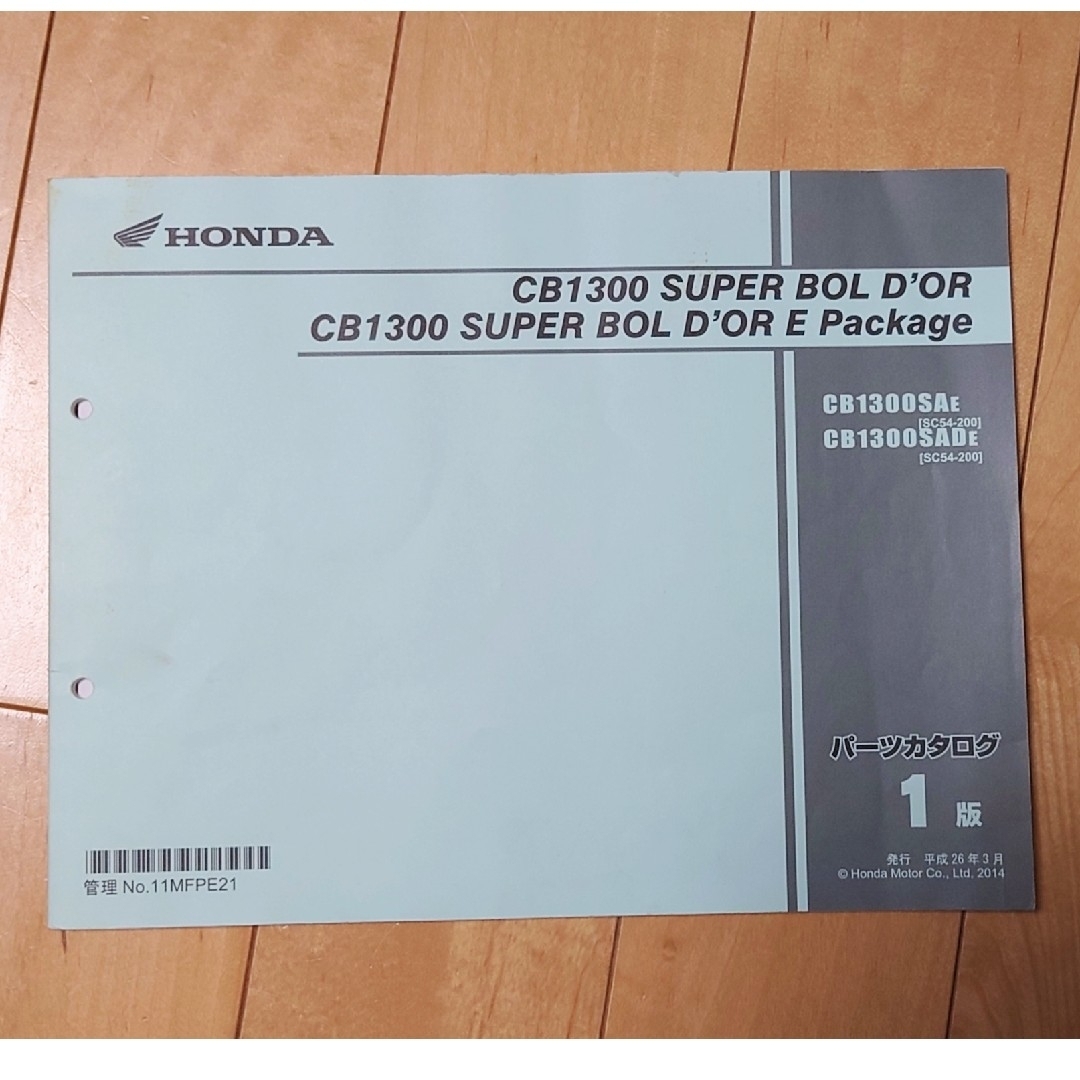 HONDA
CB1300 SUPER BOL D'OR
CB1300 SUPER BOL D'OR E Package
CB1300SAE
[SC54-200]
CB1300SADE
[SC54-200]
パーツカタログ
1 版
発行 平成26年3月
© Honda Motor Co., Ltd, 2014
管理 No.11MFPE21